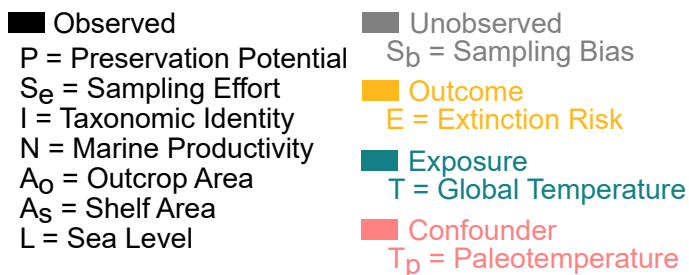 Observed
P = Preservation Potential
Se = Sampling Effort
I = Taxonomic Identity
N = Marine Productivity
Ao = Outcrop Area
As = Shelf Area
L = Sea Level
Unobserved
Sb = Sampling Bias
Outcome
E = Extinction Risk
Exposure
T = Global Temperature
Confounder
Tp = Paleotemperature